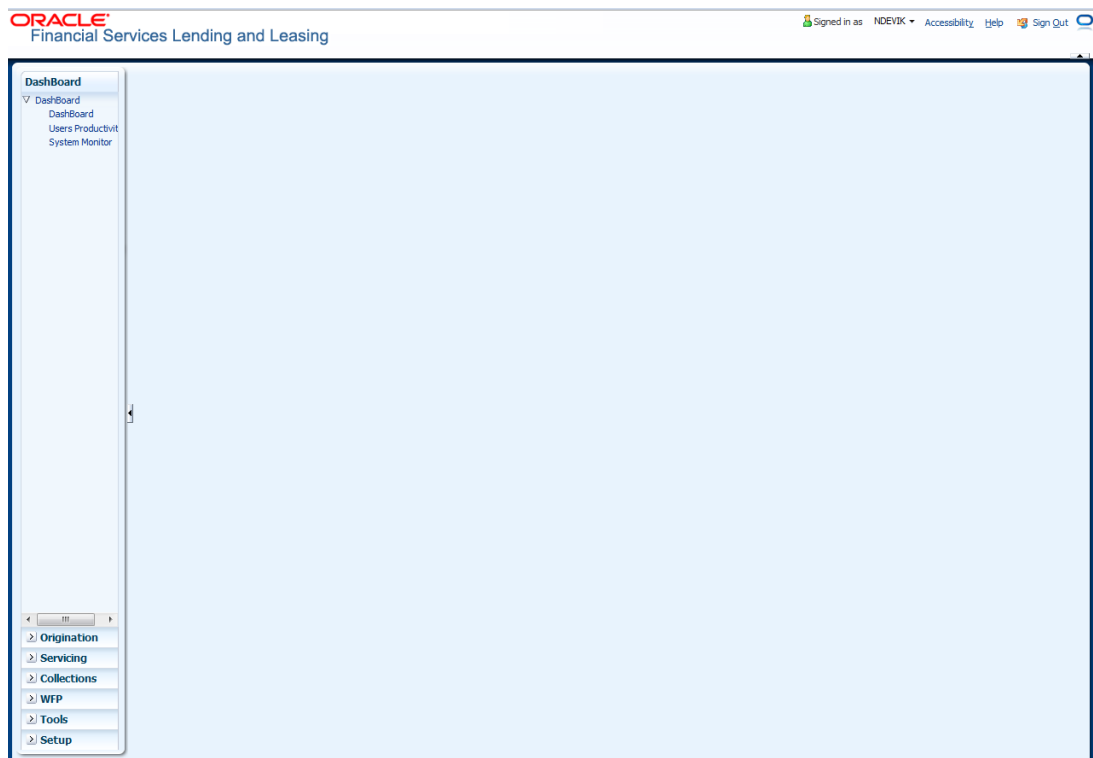 ORACLE
Financial Services Lending and Leasing
Signed in as NDEVIK Accessibility Help Sign Out
DashBoard
DashBoard
DashBoard
Users Productivit
System Monitor
Origination
Servicing
Collections
WFP
Tools
Setup